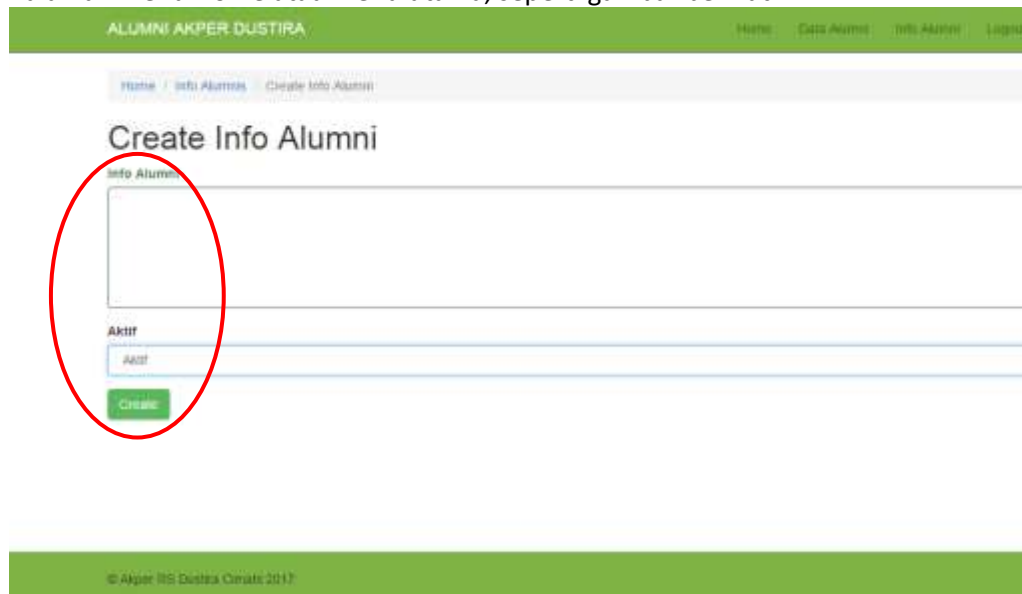 ALUMNI AKPER DUSTIRA
Home Data Alumni Info Alumni Logout
Home / Info Alumnis / Create Info Alumni
Create Info Alumni
Info Alumni
Aktif
Aktif
Create
© Akper RS Dustira Cimahi 2017